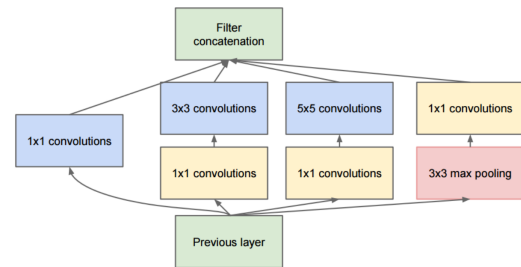 Filter
concatenation
3x3 convolutions
5x5 convolutions
1x1 convolutions
1x1 convolutions
1x1 convolutions
1x1 convolutions
3x3 max pooling
Previous layer